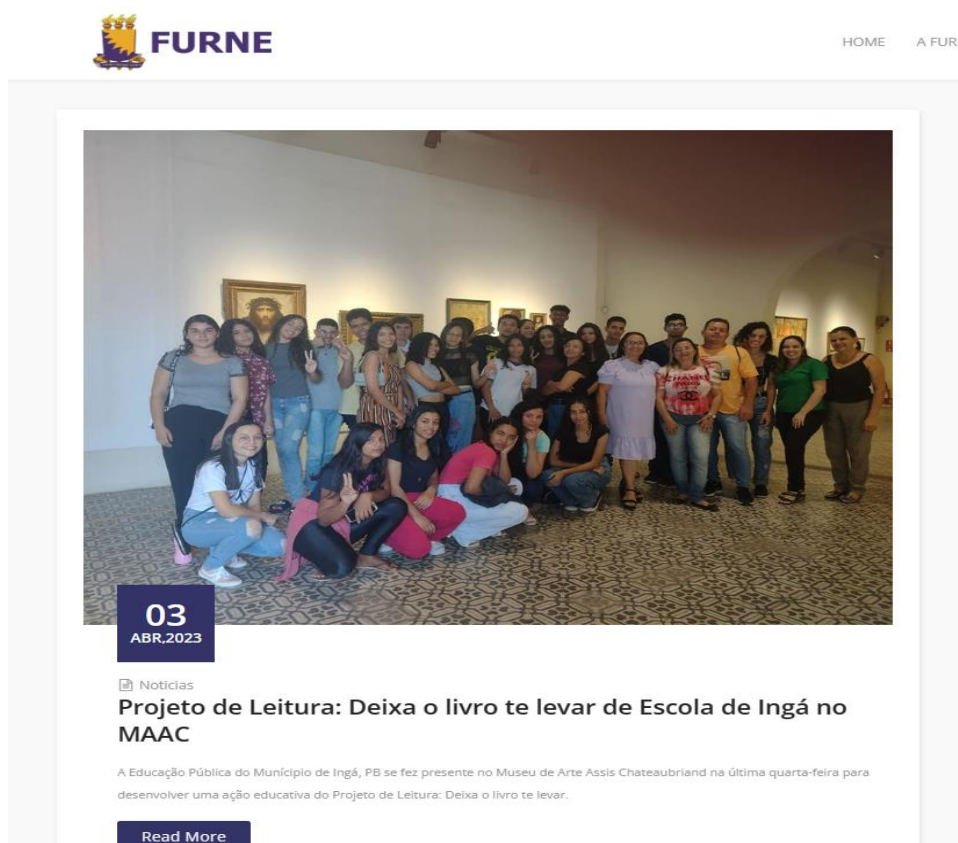 FURNE
HOME A FUR
03
ABR,2023
Notícias
Projeto de Leitura: Deixa o livro te levar de Escola de Ingá no
MAAC
A Educação Pública do Munícipio de Ingá, PB se fez presente no Museu de Arte Assis Chateaubriand na última quarta-feira para
desenvolver uma ação educativa do Projeto de Leitura: Deixa o livro te levar.
Read More